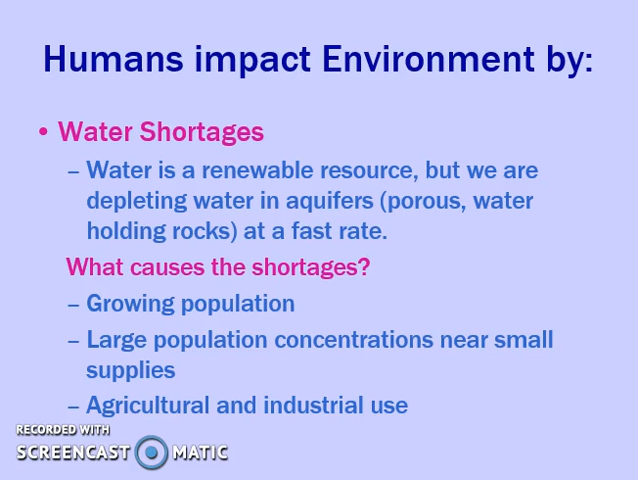 Humans impact Environment by:
• Water Shortages
– Water is a renewable resource, but we are
depleting water in aquifers (porous, water
holding rocks) at a fast rate.
What causes the shortages?
– Growing population
– Large population concentrations near small
supplies
– Agricultural and industrial use
RECORDED WITH
SCREENCAST MATIC